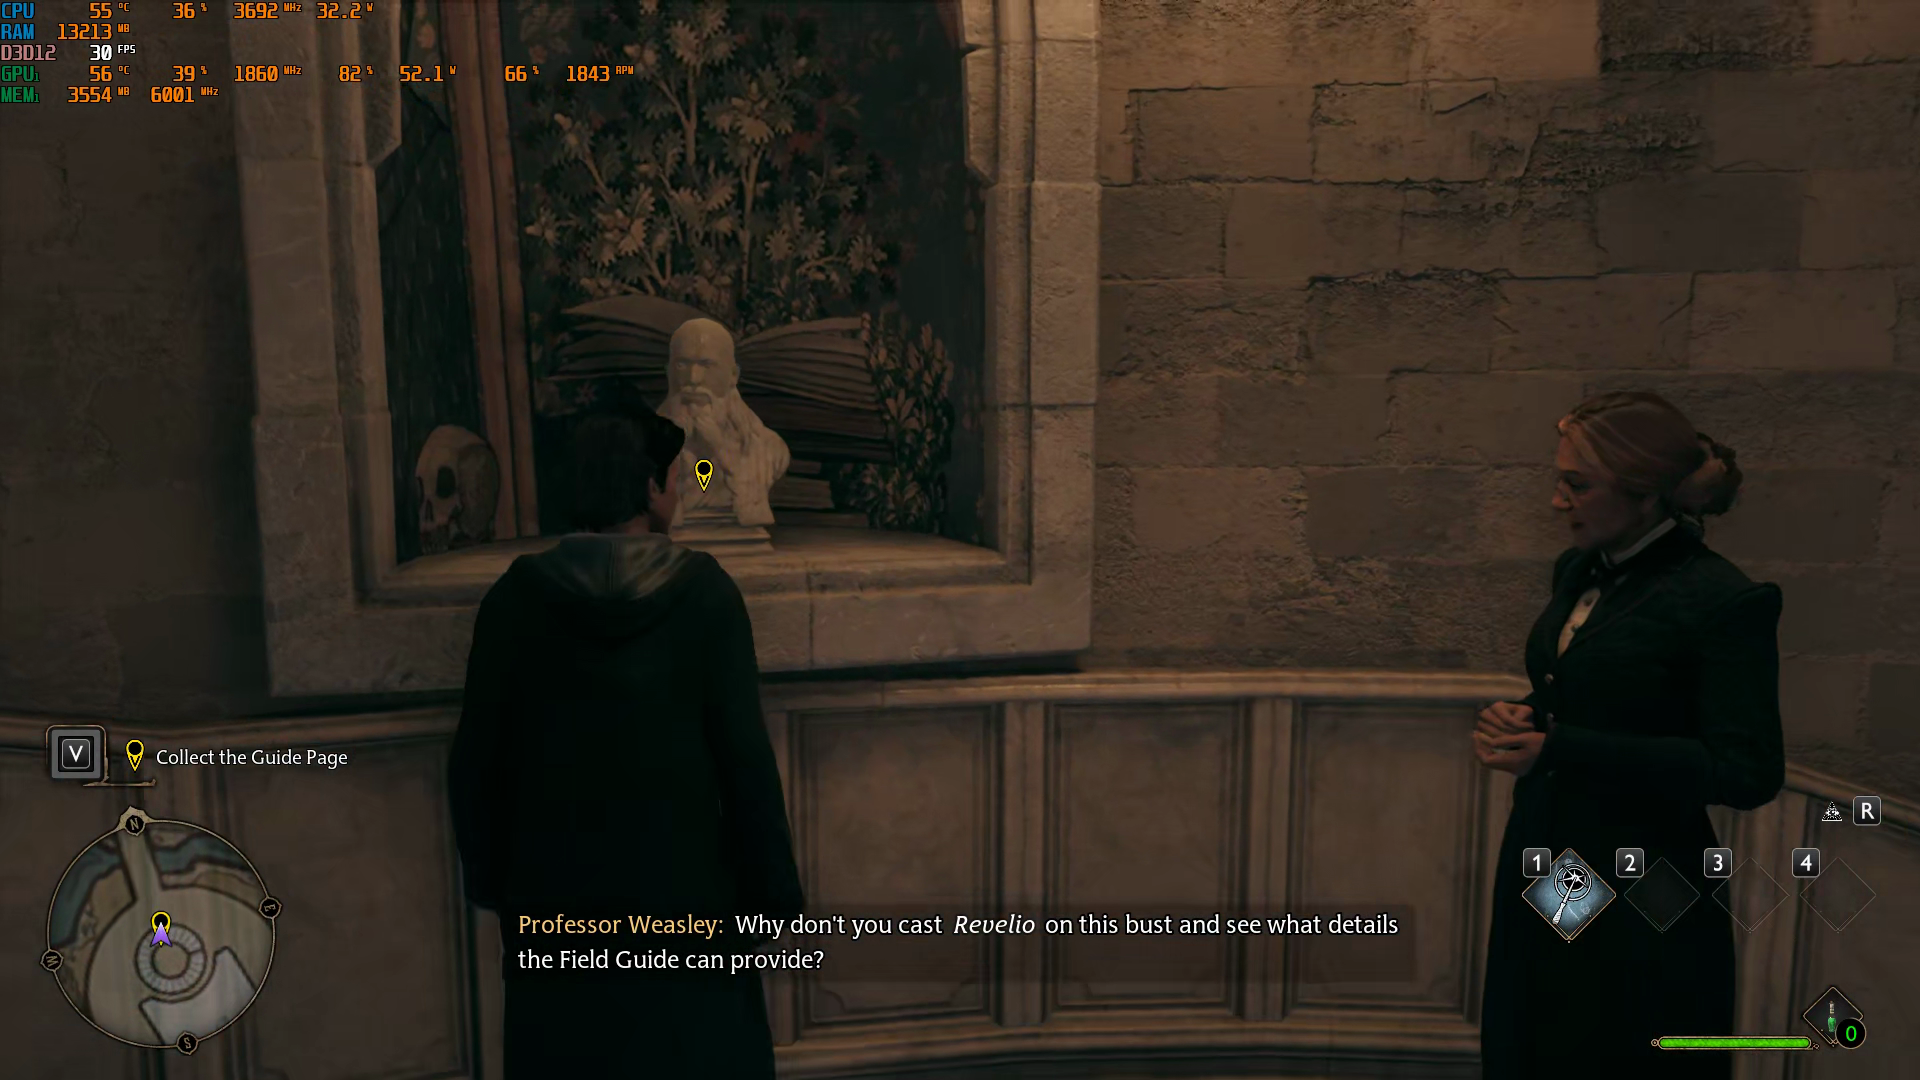 CPU 55 °C 36 % 3692 MHz 32.2 W
RAM 13213 MB
D3D12 30 FPS
GPU1 56 °C 39 % 1860 MHz 82 % 52.1 W 66 % 1843 RPM
MEM1 3554 MB 6001 MHz
V Collect the Guide Page
N
E
W
S
R
1 2 3 4
Professor Weasley: Why don't you cast Revelio on this bust and see what details
the Field Guide can provide?
0